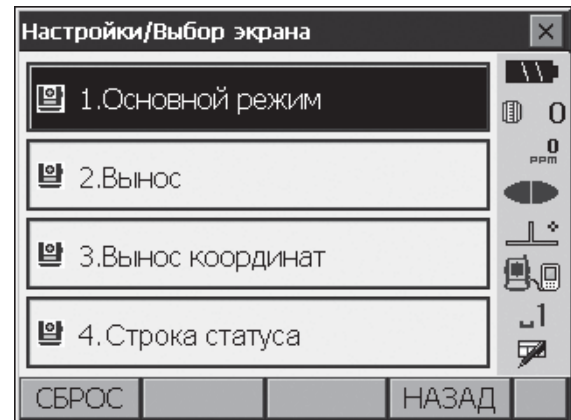 Настройки/Выбор экрана
1.Основной режим
0
0
PPM
2.Вынос
3.Вынос координат
1
4.Строка статуса
СБРОС НАЗАД